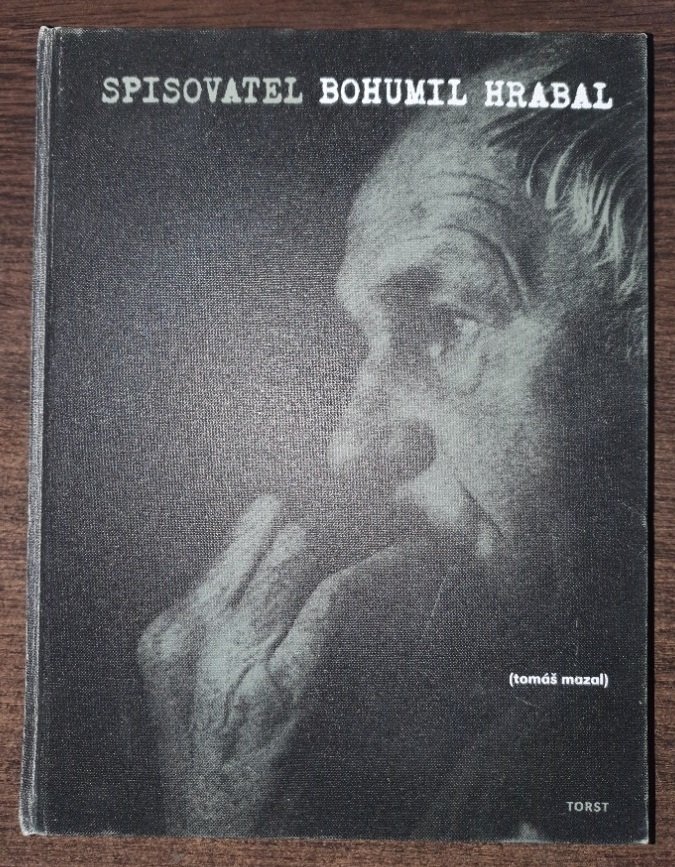 SPISOVATEL BOHUMIL HRABAL
(tomáš mazal)
TORST